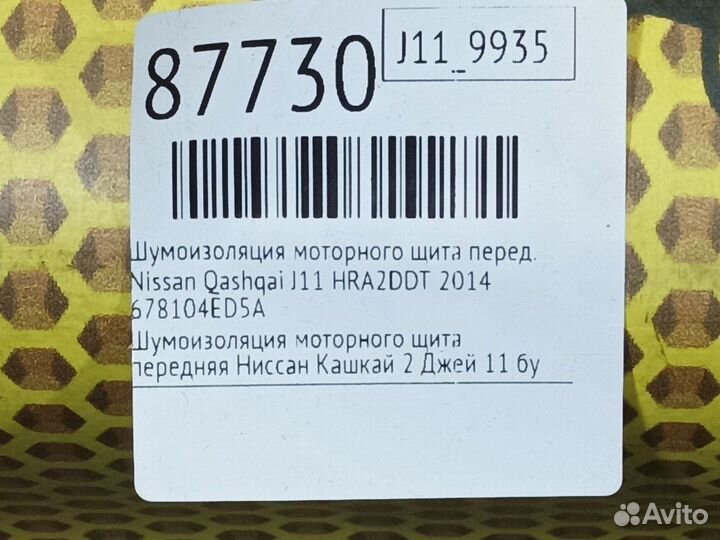 87730
J11_9935
Шумоизоляция моторного щита перед.
Nissan Qashqai J11 HRA2DDT 2014
678104ED5A
Шумоизоляция моторного щита
передняя Ниссан Кашкай 2 Джей 11 бу
Avito